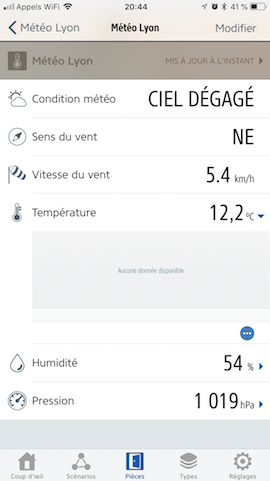 Appels WiFi 20:44 41 %
Météo Lyon Météo Lyon Modifier
Météo Lyon MIS À JOUR À L'INSTANT
Condition météo CIEL DÉGAGÉ
Sens du vent NE
Vitesse du vent 5.4 km/h
Température 12,2 °C
Aucune donnée disponible
Humidité 54 %
Pression 1 019 hPa
Coup d'œil Scénarios Pièces Types Réglages